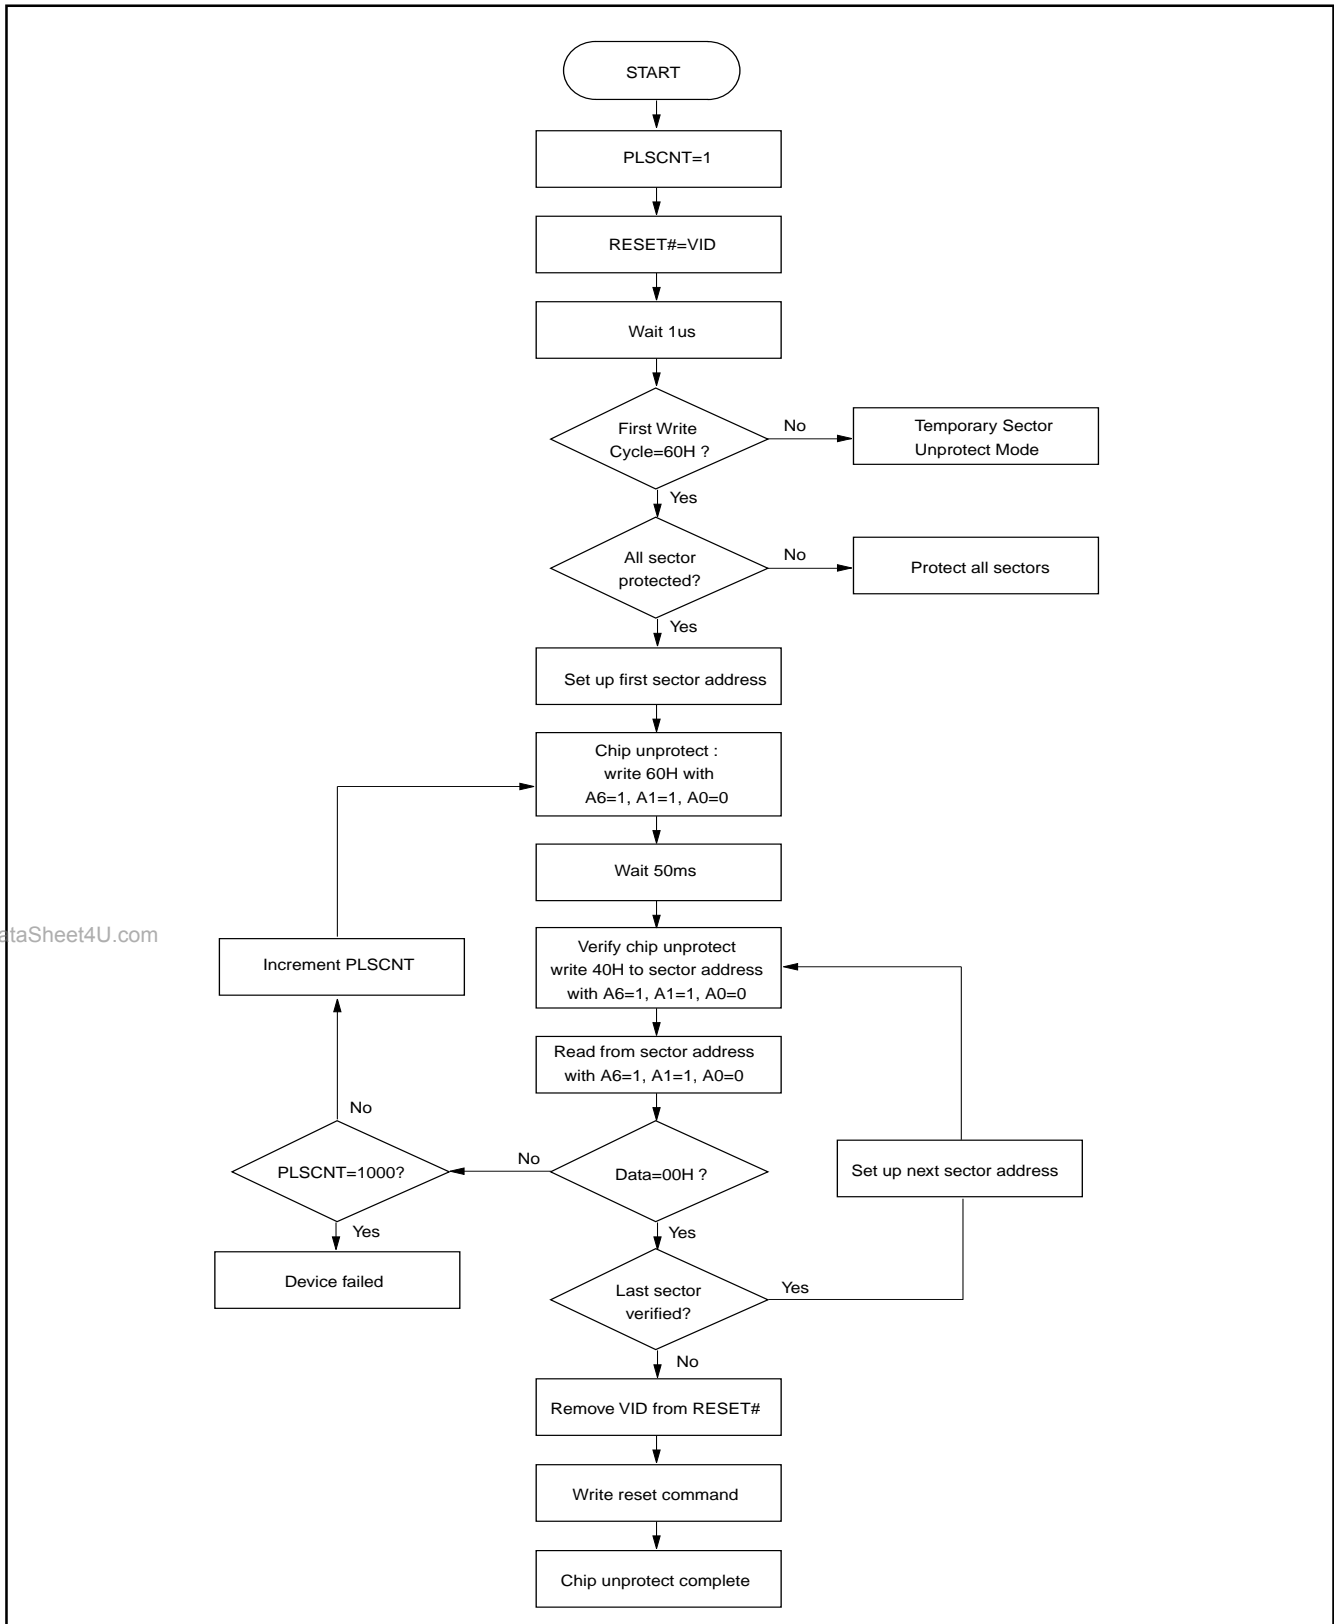 START
PLSCNT=1
RESET#=VID
Wait 1us
First Write
Cycle=60H ?
No
Temporary Sector
Unprotect Mode
Yes
All sector
protected?
No
Protect all sectors
Yes
Set up first sector address
Chip unprotect :
write 60H with
A6=1, A1=1, A0=0
Wait 50ms
ataSheet4U.com
Increment PLSCNT
Verify chip unprotect
write 40H to sector address
with A6=1, A1=1, A0=0
Read from sector address
with A6=1, A1=1, A0=0
No
PLSCNT=1000?
No
Data=00H ?
Set up next sector address
Yes
Yes
Device failed
Last sector
verified?
Yes
No
Remove VID from RESET#
Write reset command
Chip unprotect complete